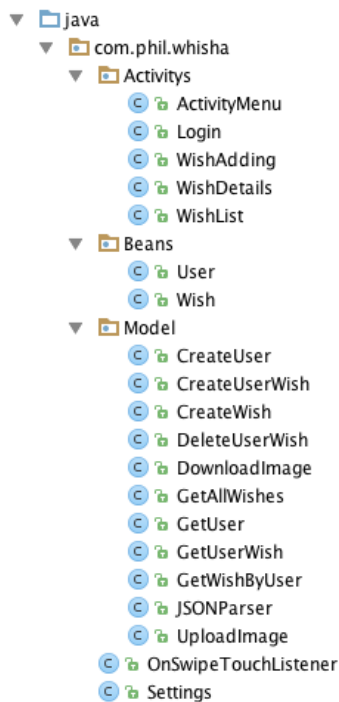 java
com.phil.whisha
Activitys
C ActivityMenu
C Login
C WishAdding
C WishDetails
C WishList
Beans
C User
C Wish
Model
C CreateUser
C CreateUserWish
C CreateWish
C DeleteUserWish
C DownloadImage
C GetAllWishes
C GetUser
C GetUserWish
C GetWishByUser
C JSONParser
C UploadImage
C OnSwipeTouchListener
C Settings